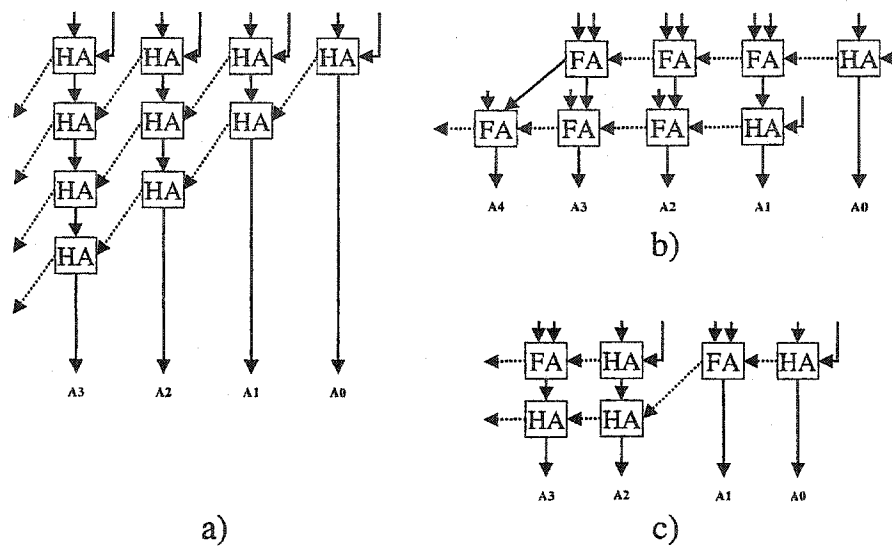 HA HA HA HA
HA HA HA
HA HA
HA
A3 A2 A1 A0
a)
FA FA FA HA
FA FA FA HA
A4 A3 A2 A1 A0
b)
FA HA FA HA
HA HA
A3 A2 A1 A0
c)